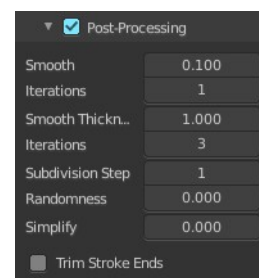 Post-Processing
Smooth 0.100
Iterations 1
Smooth Thickn... 1.000
Iterations 3
Subdivision Step 1
Randomness 0.000
Simplify 0.000
Trim Stroke Ends